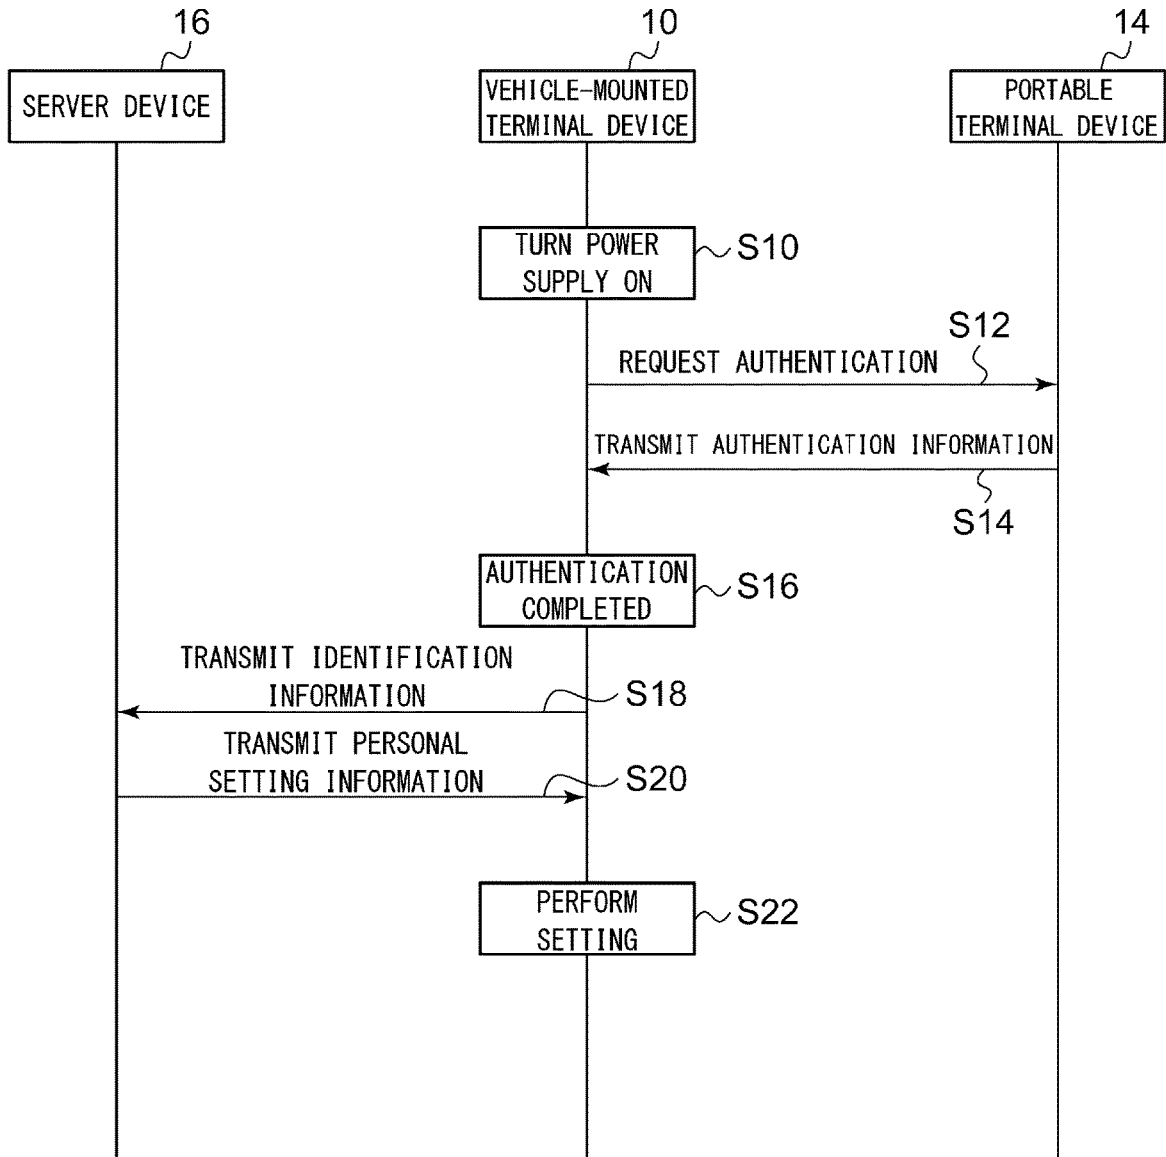 16
10
14
SERVER DEVICE
VEHICLE-MOUNTED
TERMINAL DEVICE
PORTABLE
TERMINAL DEVICE
TURN POWER
SUPPLY ON
S10
S12
REQUEST AUTHENTICATION
TRANSMIT AUTHENTICATION INFORMATION
S14
AUTHENTICATION
COMPLETED
S16
TRANSMIT IDENTIFICATION
INFORMATION
S18
TRANSMIT PERSONAL
SETTING INFORMATION
S20
PERFORM
SETTING
S22